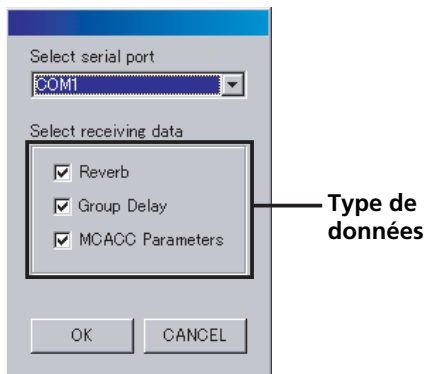 Select serial port
COM1
Select receiving data
Reverb
Group Delay
MCACC Parameters
Type de
données
OK
CANCEL